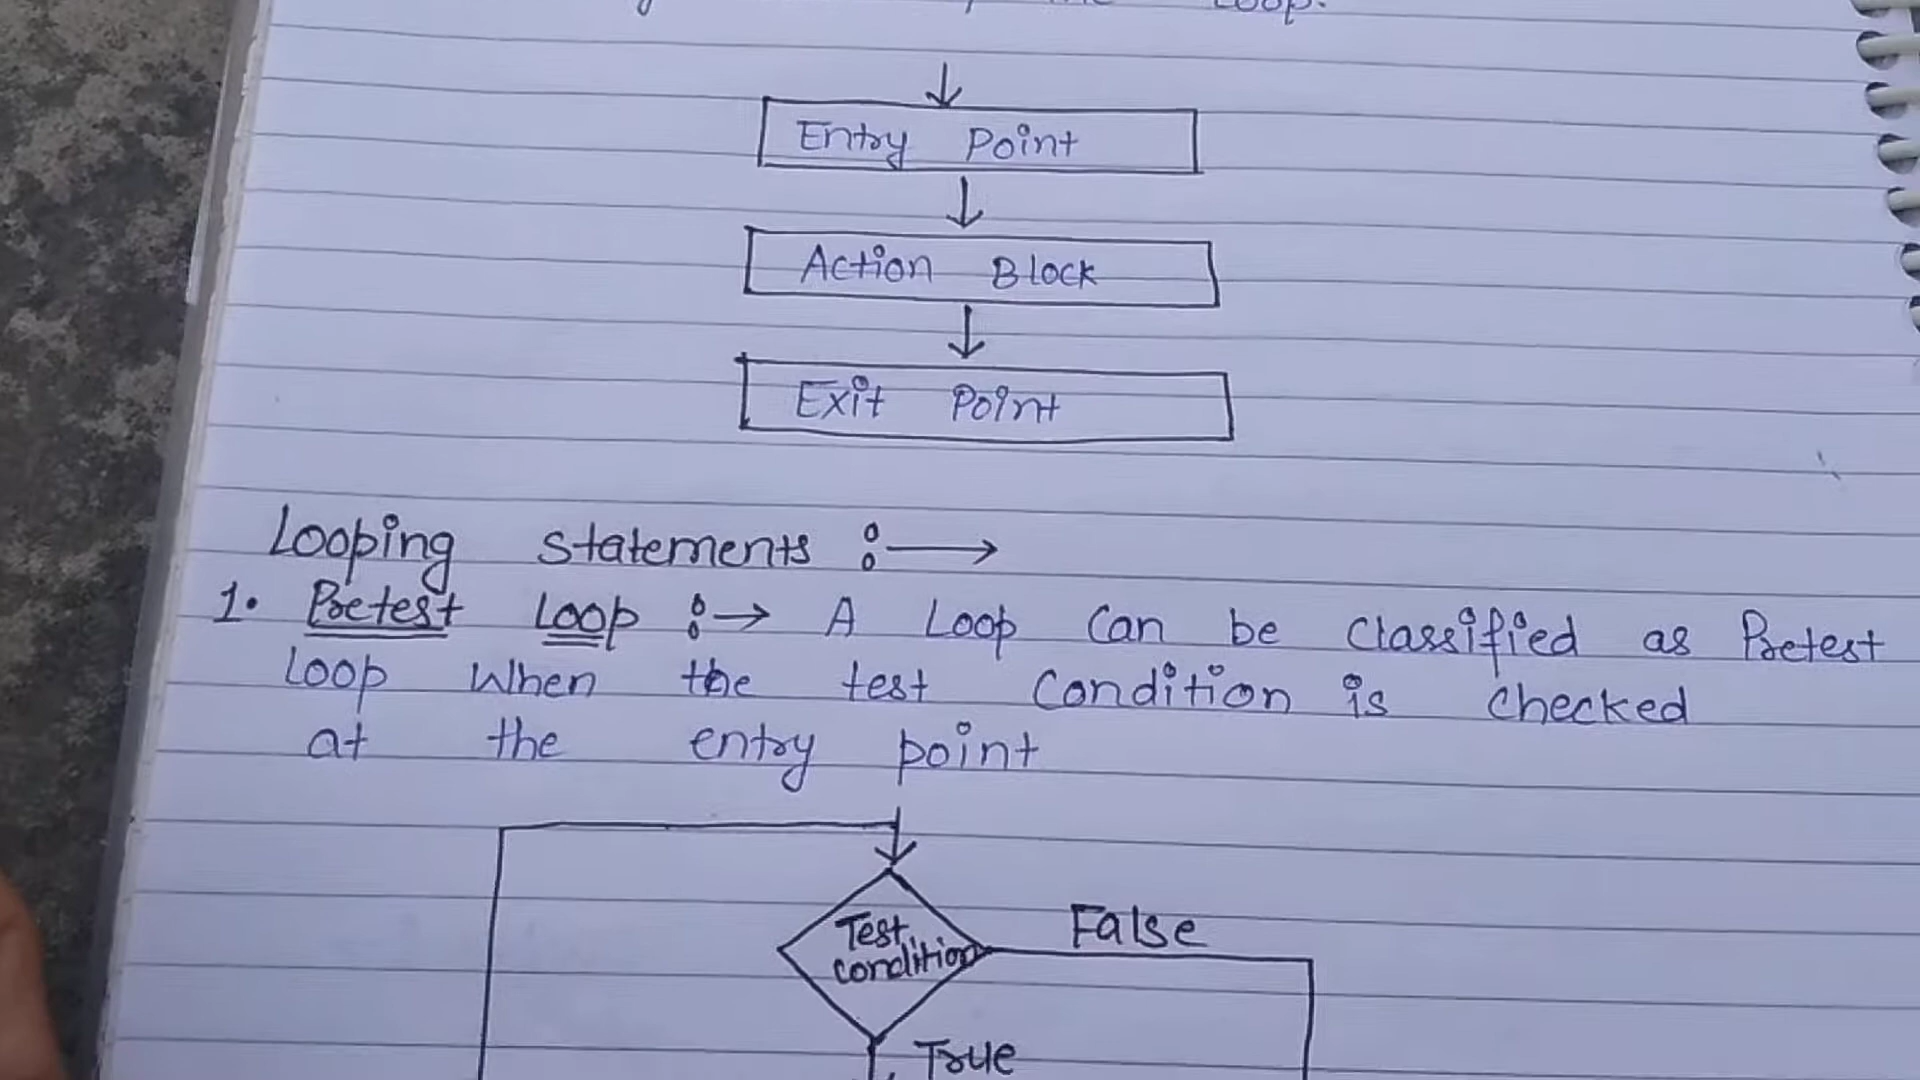 Loop.
Entry Point
Action Block
Exit Point
Looping statements :→
1. Pretest Loop :→ A Loop Can be Classified as Pretest
Loop When the test Condition is checked
at the entry point
Test
condition
False
True